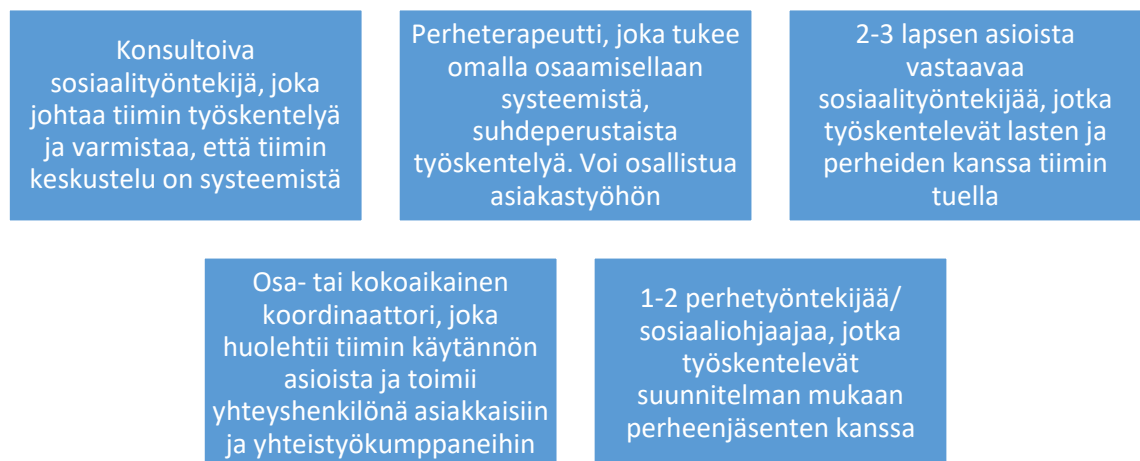 Konsultoiva
sosiaalityöntekijä, joka
johtaa tiimin työskentelyä
ja varmistaa, että tiimin
keskustelu on systeemistä
Perheterapeutti, joka tukee
omalla osaamisellaan
systeemistä,
suhdeperustaista
työskentelyä. Voi osallistua
asiakastyöhön
2-3 lapsen asioista
vastaavaa
sosiaalityöntekijää, jotka
työskentelevät lasten ja
perheiden kanssa tiimin
tuella
Osa- tai kokoaikainen
koordinaattori, joka
huolehtii tiimin käytännön
asioista ja toimii
yhteyshenkilönä asiakkaisiin
ja yhteistyökumppaneihin
1-2 perhetyöntekijää/
sosiaaliohjaajaa, jotka
työskentelevät
suunnitelman mukaan
perheenjäsenten kanssa